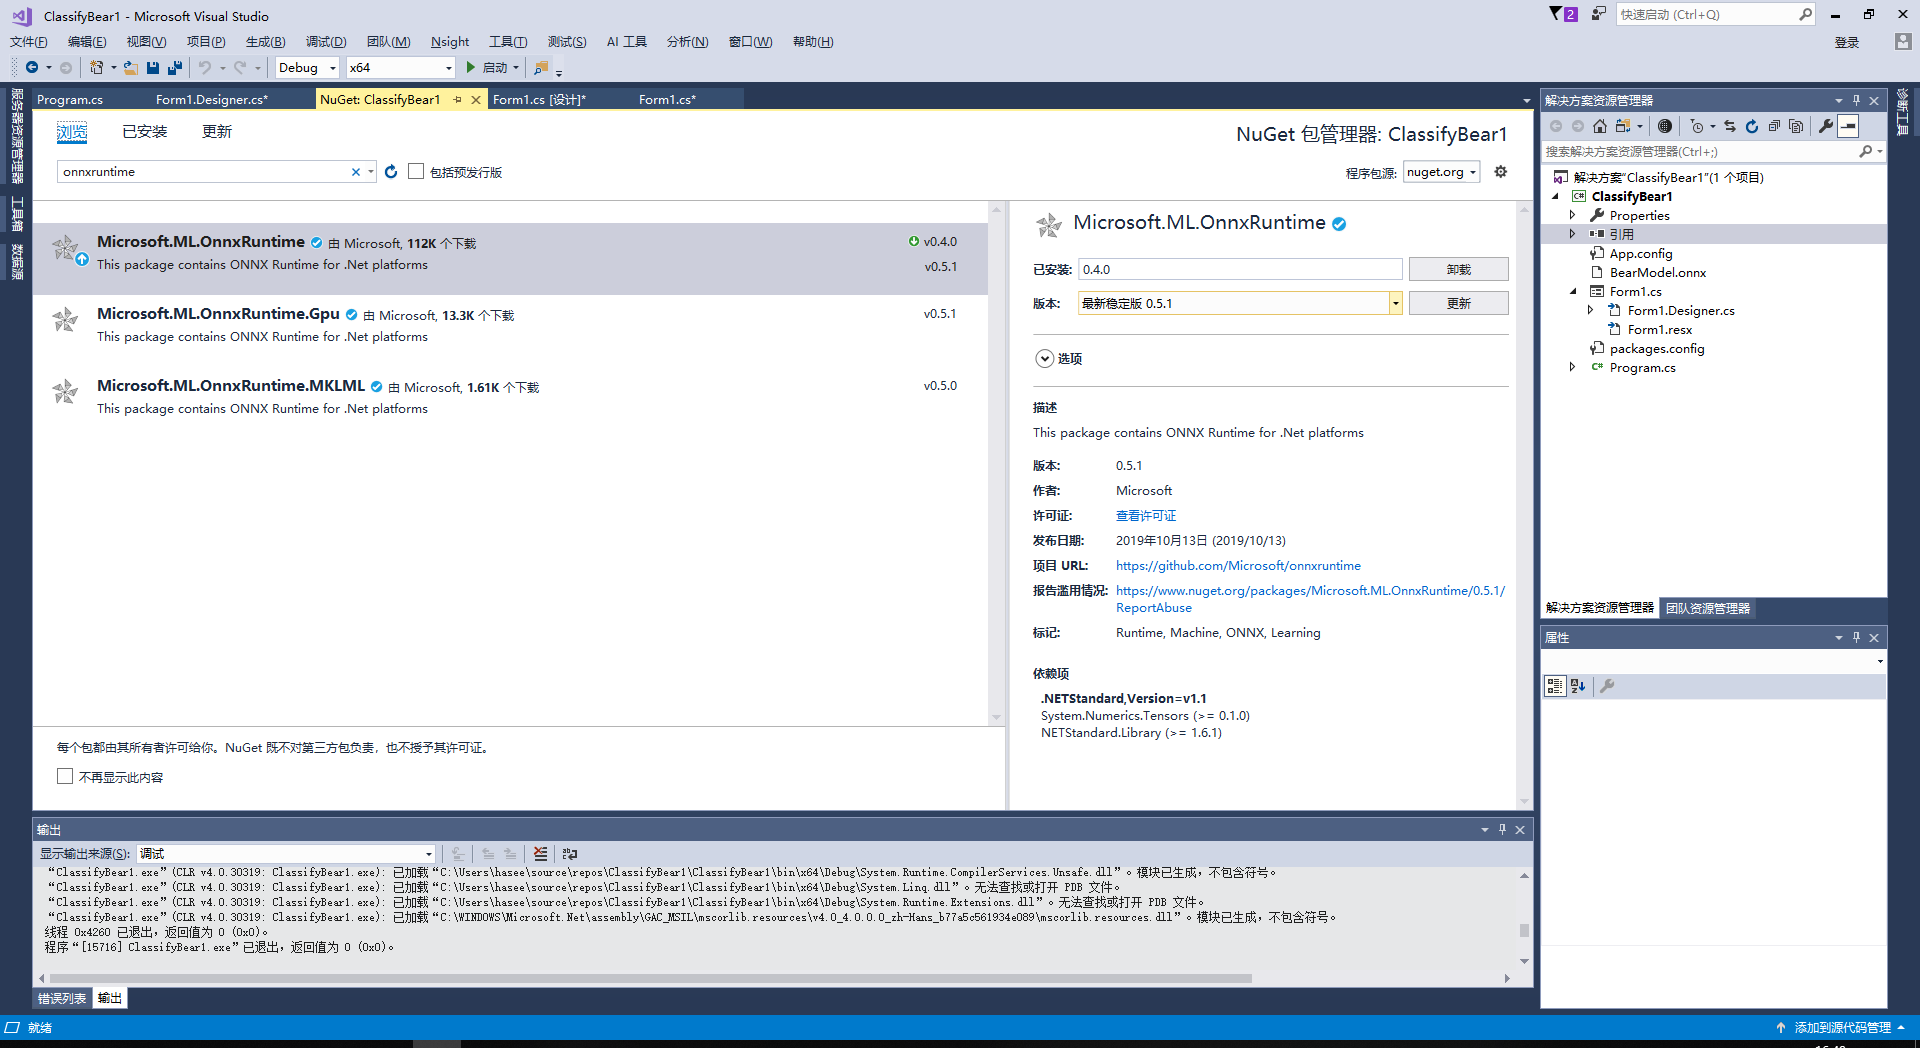 ClassifyBear1 - Microsoft Visual Studio
2
快速启动 (Ctrl+Q)
文件(F) 编辑(E) 视图(V) 项目(P) 生成(B) 调试(D) 团队(M) Nsight 工具(T) 测试(S) AI 工具 分析(N) 窗口(W) 帮助(H)
登录
Debug x64 启动
服务器资源管理器
工具箱
数据源
Program.cs Form1.Designer.cs* NuGet: ClassifyBear1 Form1.cs [设计]* Form1.cs*
浏览 已安装 更新
NuGet 包管理器: ClassifyBear1
onnxruntime
包括预发行版
程序包源: nuget.org
Microsoft.ML.OnnxRuntime 由 Microsoft, 112K 个下载 v0.4.0
This package contains ONNX Runtime for .Net platforms v0.5.1
Microsoft.ML.OnnxRuntime.Gpu 由 Microsoft, 13.3K 个下载 v0.5.1
This package contains ONNX Runtime for .Net platforms
Microsoft.ML.OnnxRuntime.MKLML 由 Microsoft, 1.61K 个下载 v0.5.0
This package contains ONNX Runtime for .Net platforms
每个包都由其所有者许可给你。NuGet 既不对第三方包负责，也不授予其许可证。
不再显示此内容
Microsoft.ML.OnnxRuntime
已安装: 0.4.0 卸载
版本: 最新稳定版 0.5.1 更新
选项
描述
This package contains ONNX Runtime for .Net platforms
版本: 0.5.1
作者: Microsoft
许可证: 查看许可证
发布日期: 2019年10月13日 (2019/10/13)
项目 URL: https://github.com/Microsoft/onnxruntime
报告滥用情况: https://www.nuget.org/packages/Microsoft.ML.OnnxRuntime/0.5.1/
ReportAbuse
标记: Runtime, Machine, ONNX, Learning
依赖项
.NETStandard,Version=v1.1
System.Numerics.Tensors (>= 0.1.0)
NETStandard.Library (>= 1.6.1)
输出
显示输出来源(S): 调试
“ClassifyBear1.exe”(CLR v4.0.30319: ClassifyBear1.exe): 已加载“C:\Users\hasee\source\repos\ClassifyBear1\ClassifyBear1\bin\x64\Debug\System.Runtime.CompilerServices.Unsafe.dll”。模块已生成，不包含符号。
“ClassifyBear1.exe”(CLR v4.0.30319: ClassifyBear1.exe): 已加载“C:\Users\hasee\source\repos\ClassifyBear1\ClassifyBear1\bin\x64\Debug\System.Linq.dll”。无法查找或打开 PDB 文件。
“ClassifyBear1.exe”(CLR v4.0.30319: ClassifyBear1.exe): 已加载“C:\Users\hasee\source\repos\ClassifyBear1\ClassifyBear1\bin\x64\Debug\System.Runtime.Extensions.dll”。无法查找或打开 PDB 文件。
“ClassifyBear1.exe”(CLR v4.0.30319: ClassifyBear1.exe): 已加载“C:\WINDOWS\Microsoft.Net\assembly\GAC_MSIL\mscorlib.resources\v4.0_4.0.0.0_zh-Hans_b77a5c561934e089\mscorlib.resources.dll”。模块已生成，不包含符号。
线程 0x4260 已退出，返回值为 0 (0x0)。
程序“[15716] ClassifyBear1.exe”已退出，返回值为 0 (0x0)。
错误列表 输出
解决方案资源管理器
搜索解决方案资源管理器(Ctrl+;)
解决方案"ClassifyBear1"(1 个项目)
C# ClassifyBear1
Properties
引用
App.config
BearModel.onnx
Form1.cs
Form1.Designer.cs
Form1.resx
packages.config
C# Program.cs
解决方案资源管理器 团队资源管理器
属性
诊断工具
就绪
添加到源代码管理